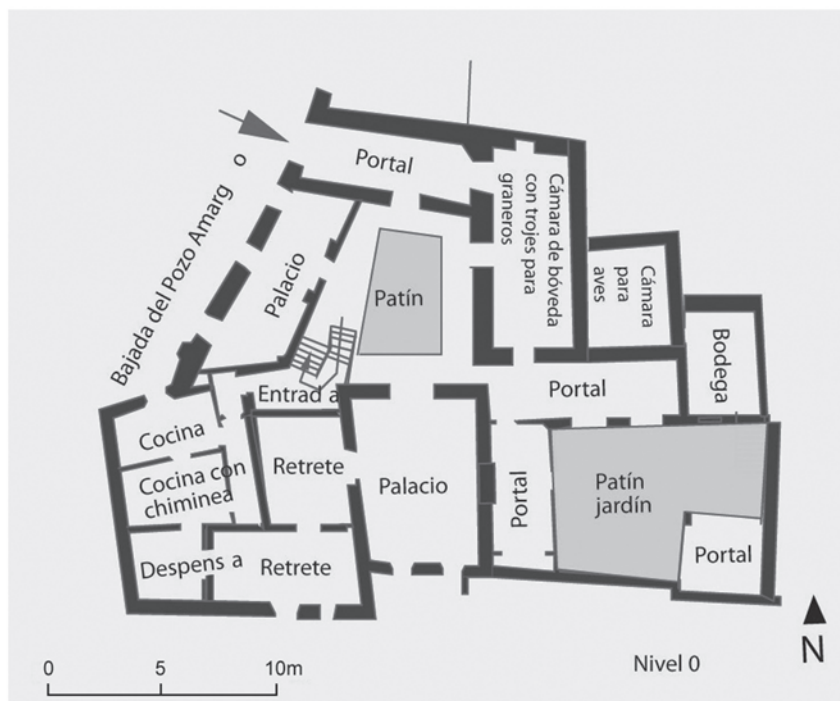 Portal
Bajada del Pozo Amarg o
Palacio
Patín
Cámara de bóveda
con trojes para
graneros
Cámara
para
aves
Bodega
Entrad a
Portal
Cocina
Cocina con
chiminea
Retrete
Palacio
Portal
Patín
jardín
Portal
Despens a
Retrete
0
5
10m
Nivel 0
N